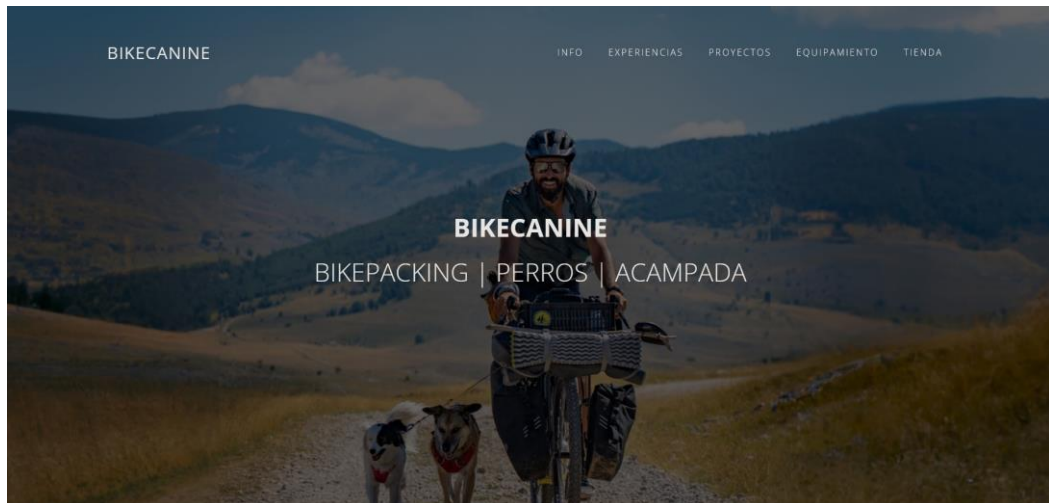 BIKECANINE
INFO EXPERIENCIAS PROYECTOS EQUIPAMIENTO TIENDA
BIKECANINE
BIKEPACKING | PERROS | ACAMPADA